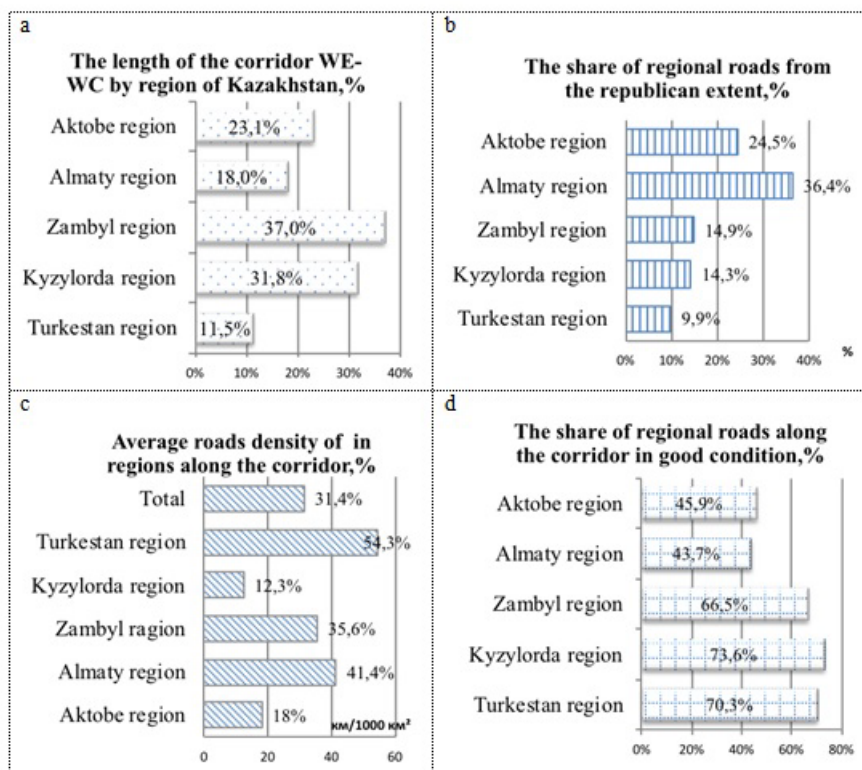 a
The length of the corridor WE-
WC by region of Kazakhstan,%
Aktobe region
23,1%
Almaty region
18,0%
Zambyl region
37,0%
Kyzylorda region
31,8%
Turkestan region
11,5%
0% 10% 20% 30% 40%
b
The share of regional roads from
the republican extent,%
Aktobe region
24,5%
Almaty region
36,4%
Zambyl region
14,9%
Kyzylorda region
14,3%
Turkestan region
9,9%
0% 10% 20% 30% 40%
%
c
Average roads density of in
regions along the corridor,%
Total
31,4%
Turkestan region
54,3%
Kyzylorda region
12,3%
Zambyl ragion
35,6%
Almaty region
41,4%
Aktobe region
18%
км/1000 км²
0 20 40 60
d
The share of regional roads along
the corridor in good condition,%
Aktobe region
45,9%
Almaty region
43,7%
Zambyl region
66,5%
Kyzylorda region
73,6%
Turkestan region
70,3%
0% 20% 40% 60% 80%